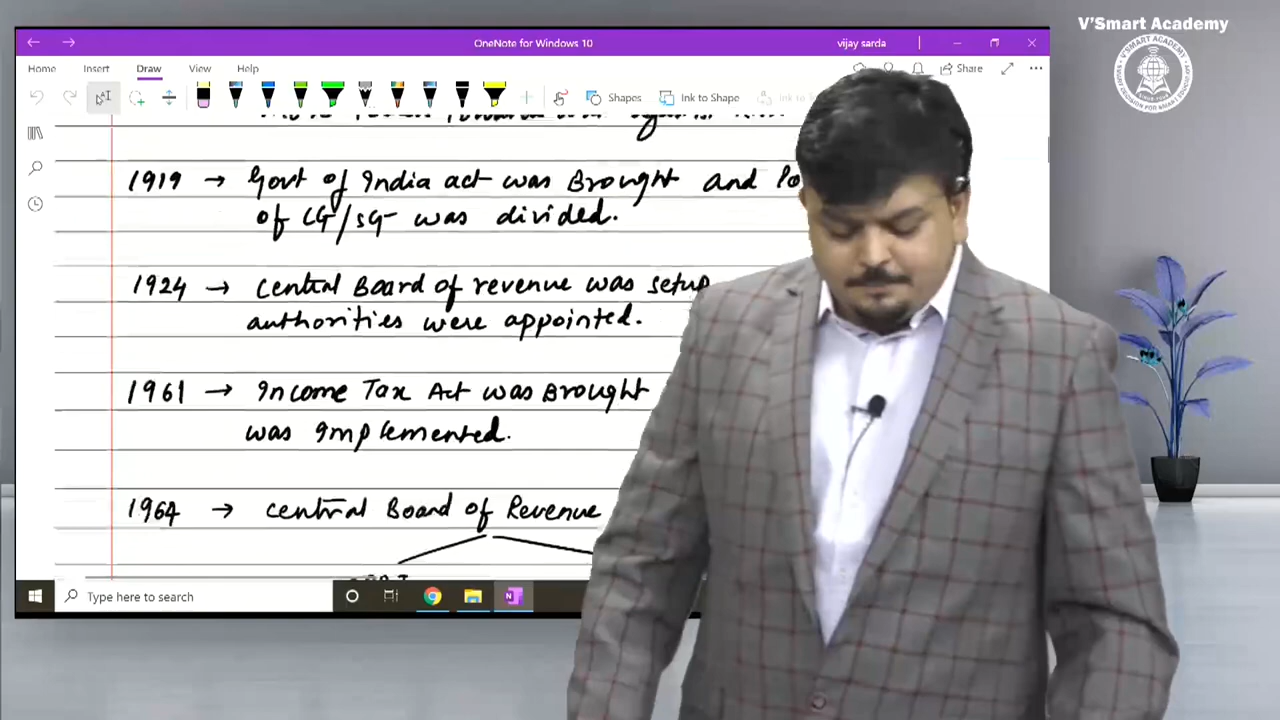 V'Smart Academy
OneNote for Windows 10
vijay sarda
Home Insert Draw View Help
Share
Shapes Ink to Shape Ink to
1919 → Govt of India act was Brought and Po
of CG/SG was divided.
1924 → Central Board of revenue was setup
authorities were appointed.
1961 → Income Tax Act was Brought
was Implemented.
1964 → Central Board of Revenue
Type here to search